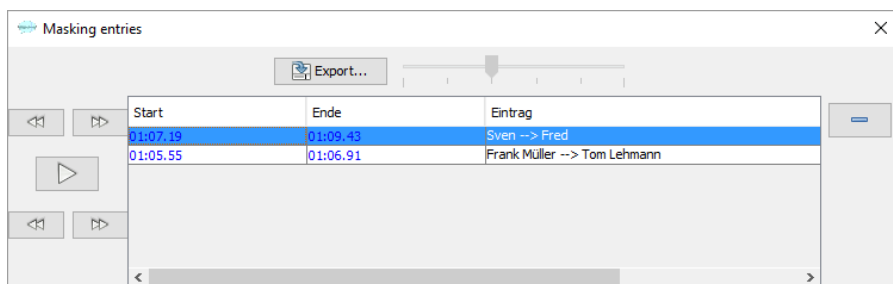 Masking entries
Export...
Start Ende Eintrag
01:07.19 01:09.43 Sven --> Fred
01:05.55 01:06.91 Frank Müller --> Tom Lehmann